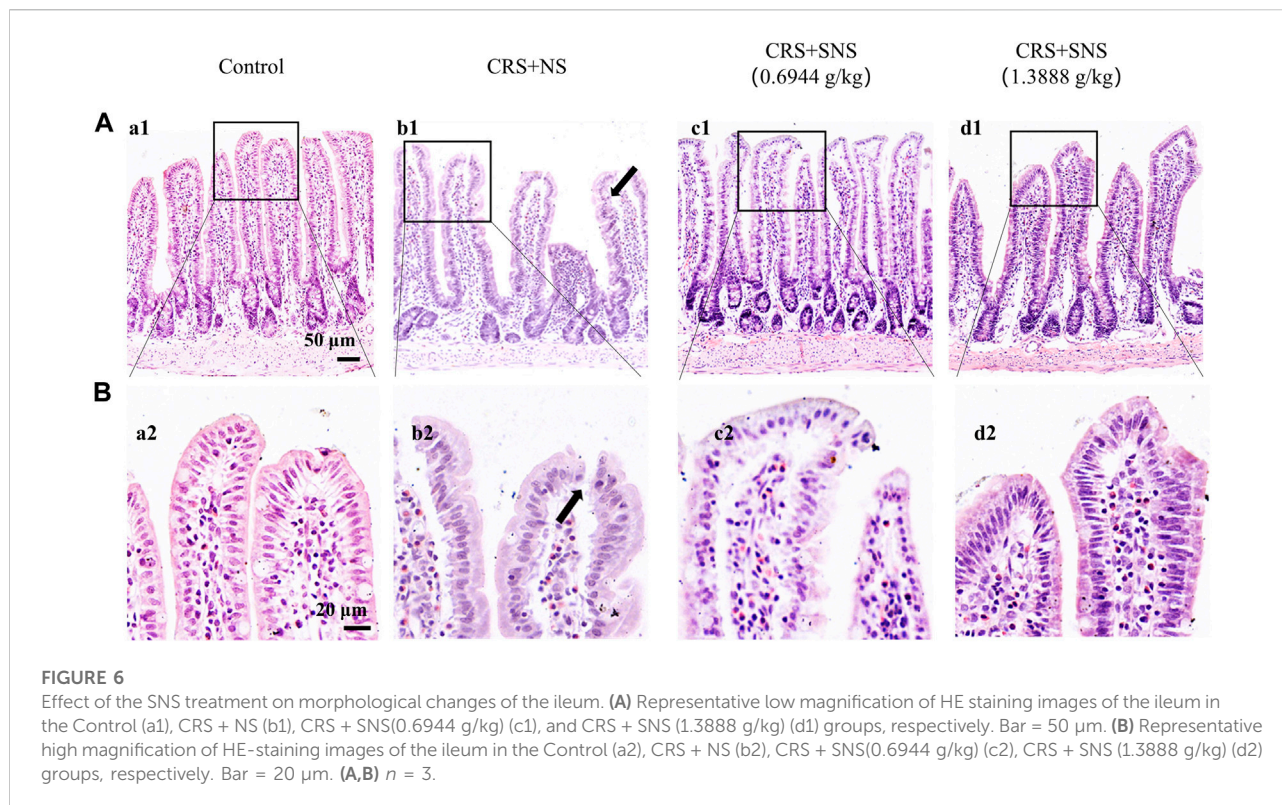 Control
CRS+NS
CRS+SNS
(0.6944 g/kg)
CRS+SNS
(1.3888 g/kg)
A
a1
b1
c1
d1
50 µm
B
a2
b2
c2
d2
20 µm
FIGURE 6
Effect of the SNS treatment on morphological changes of the ileum. (A) Representative low magnification of HE staining images of the ileum in
the Control (a1), CRS + NS (b1), CRS + SNS(0.6944 g/kg) (c1), and CRS + SNS (1.3888 g/kg) (d1) groups, respectively. Bar = 50 µm. (B) Representative
high magnification of HE-staining images of the ileum in the Control (a2), CRS + NS (b2), CRS + SNS(0.6944 g/kg) (c2), CRS + SNS (1.3888 g/kg) (d2)
groups, respectively. Bar = 20 µm. (A,B) n = 3.